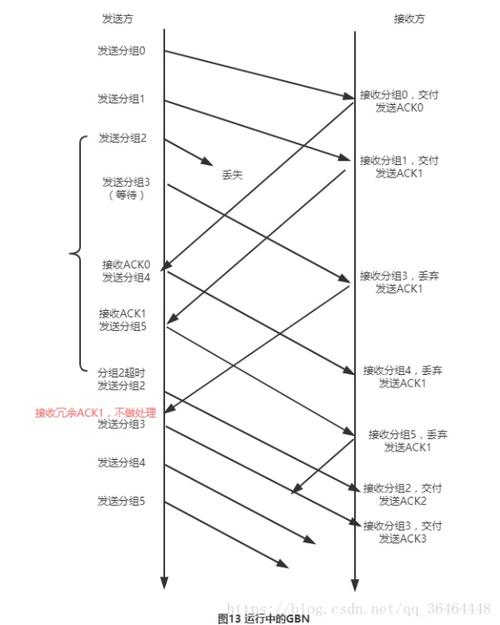 发送方
接收方
发送分组0
接收分组0，交付
发送ACK0
发送分组1
发送分组2
丢失
接收分组1，交付
发送ACK1
发送分组3
（等待）
接收ACK0
发送分组4
接收分组3，丢弃
发送ACK1
接收ACK1
发送分组5
分组2超时
发送分组2
接收分组4，丢弃
发送ACK1
接收冗余ACK1，不做处理
发送分组3
接收分组5，丢弃
发送ACK1
发送分组4
接收分组2，交付
发送ACK2
发送分组5
接收分组3，交付
发送ACK3
https://blog.csdn.net/qq_36464448
图13 运行中的GBN